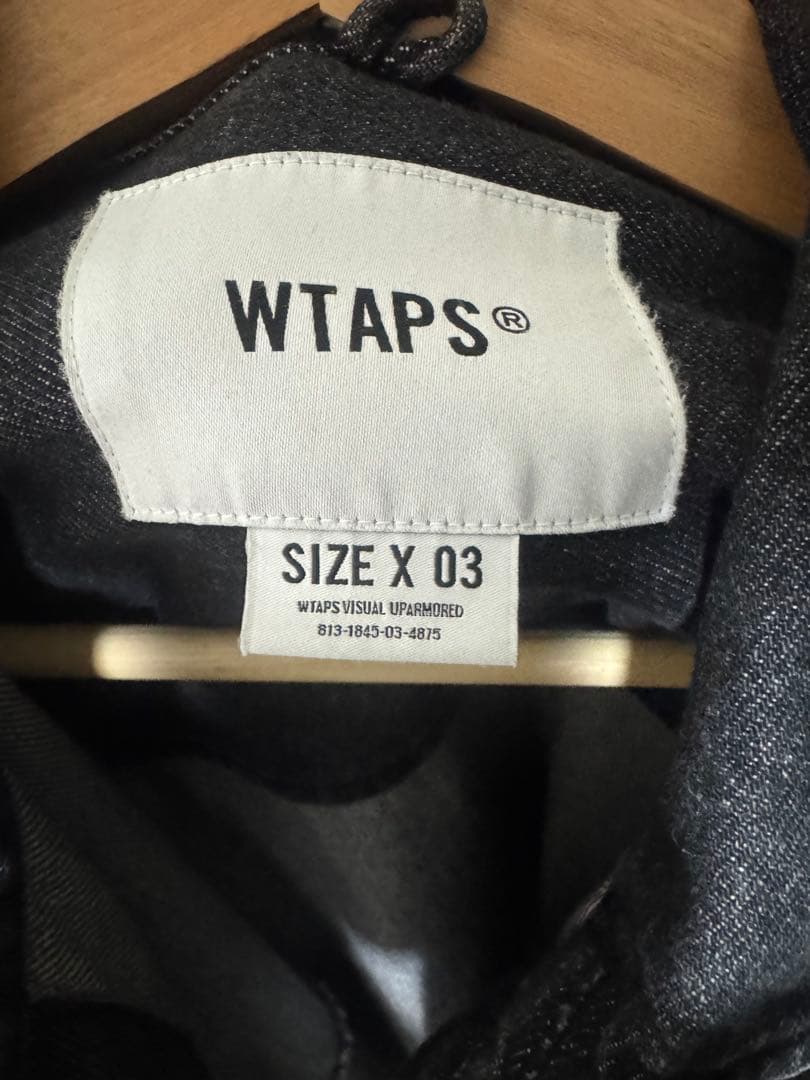 WTAPS®
SIZE X 03
WTAPS VISUAL UPARMORED
813-1845-03-4875